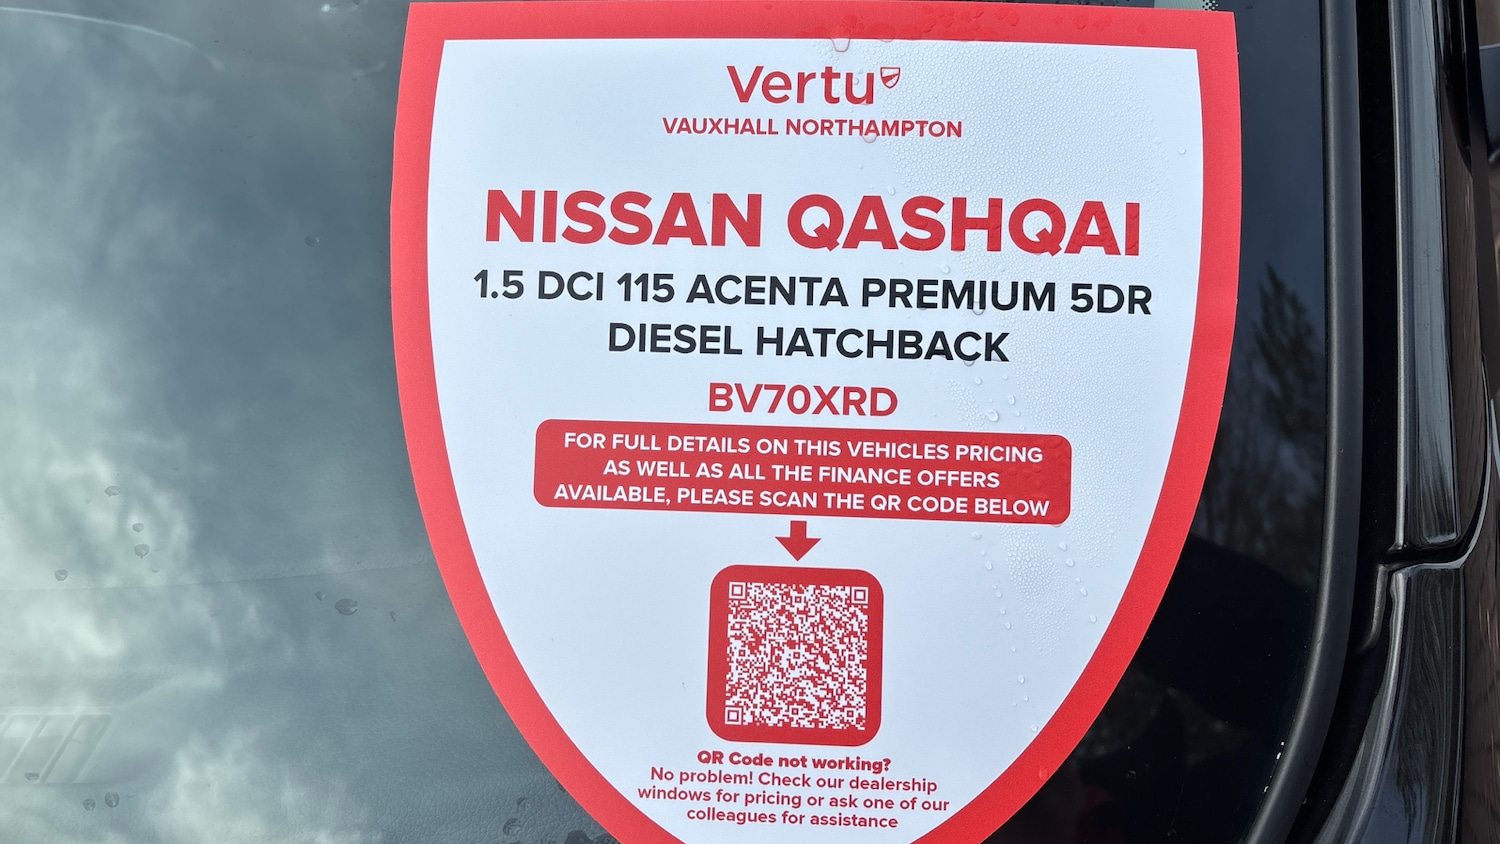 Vertu
VAUXHALL NORTHAMPTON
NISSAN QASHQAI
1.5 DCI 115 ACENTA PREMIUM 5DR
DIESEL HATCHBACK
BV70XRD
FOR FULL DETAILS ON THIS VEHICLES PRICING
AS WELL AS ALL THE FINANCE OFFERS
AVAILABLE, PLEASE SCAN THE QR CODE BELOW
QR Code not working?
No problem! Check our dealership
windows for pricing or ask one of our
colleagues for assistance